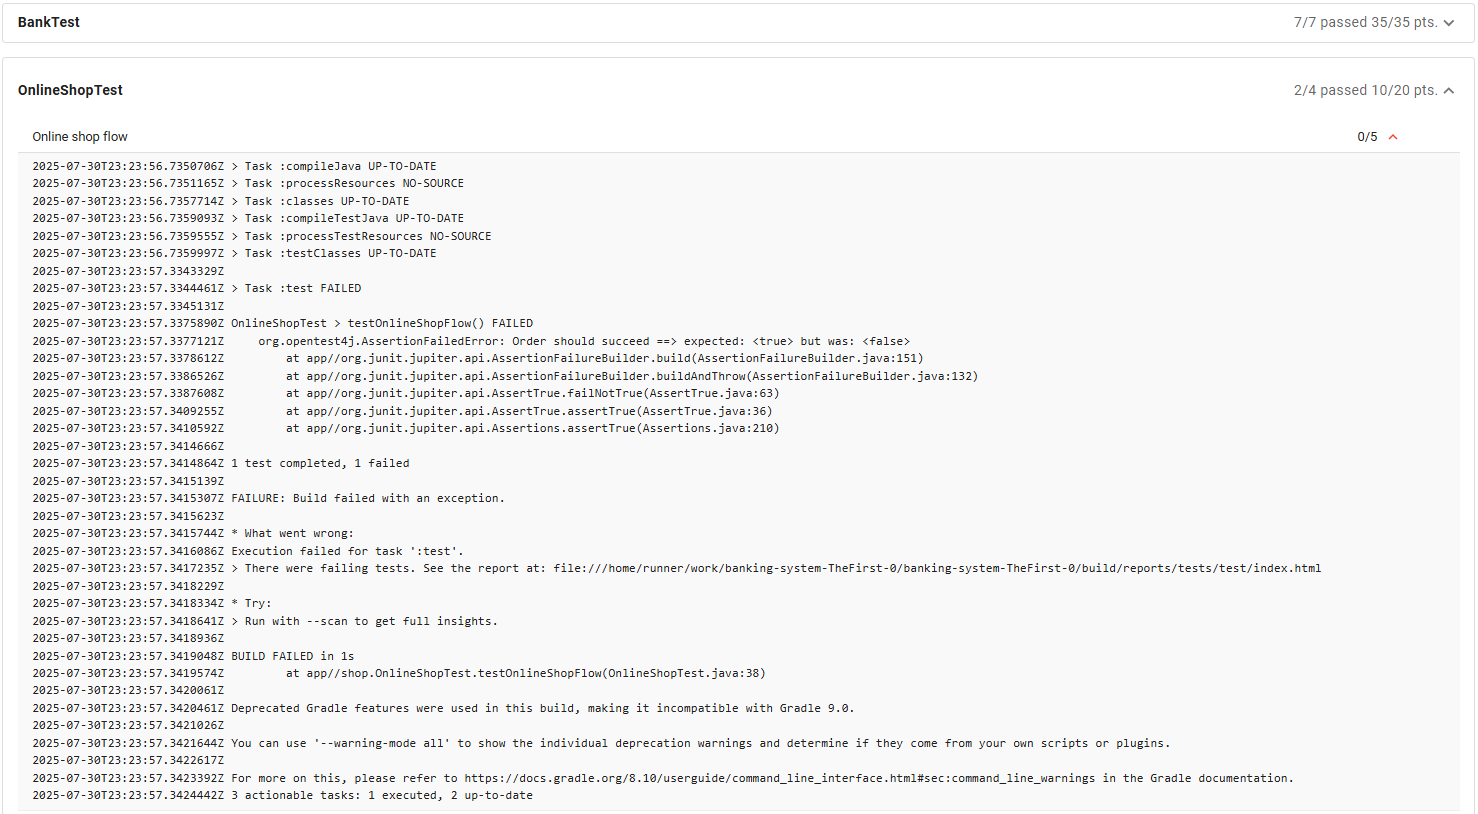 BankTest
7/7 passed 35/35 pts.
OnlineShopTest
2/4 passed 10/20 pts.
Online shop flow
0/5
2025-07-30T23:23:56.7350706Z > Task :compileJava UP-TO-DATE
2025-07-30T23:23:56.7351165Z > Task :processResources NO-SOURCE
2025-07-30T23:23:56.7357714Z > Task :classes UP-TO-DATE
2025-07-30T23:23:56.7359093Z > Task :compileTestJava UP-TO-DATE
2025-07-30T23:23:56.7359555Z > Task :processTestResources NO-SOURCE
2025-07-30T23:23:56.7359997Z > Task :testClasses UP-TO-DATE
2025-07-30T23:23:57.3343329Z
2025-07-30T23:23:57.3344461Z > Task :test FAILED
2025-07-30T23:23:57.3345131Z
2025-07-30T23:23:57.3375890Z OnlineShopTest > testOnlineShopFlow() FAILED
2025-07-30T23:23:57.3377121Z     org.opentest4j.AssertionFailedError: Order should succeed ==> expected: <true> but was: <false>
2025-07-30T23:23:57.3378612Z         at app//org.junit.jupiter.api.AssertionFailureBuilder.build(AssertionFailureBuilder.java:151)
2025-07-30T23:23:57.3386526Z         at app//org.junit.jupiter.api.AssertionFailureBuilder.buildAndThrow(AssertionFailureBuilder.java:132)
2025-07-30T23:23:57.3387608Z         at app//org.junit.jupiter.api.AssertTrue.failNotTrue(AssertTrue.java:63)
2025-07-30T23:23:57.3409255Z         at app//org.junit.jupiter.api.AssertTrue.assertTrue(AssertTrue.java:36)
2025-07-30T23:23:57.3410592Z         at app//org.junit.jupiter.api.Assertions.assertTrue(Assertions.java:210)
2025-07-30T23:23:57.3414666Z
2025-07-30T23:23:57.3414864Z 1 test completed, 1 failed
2025-07-30T23:23:57.3415139Z
2025-07-30T23:23:57.3415307Z FAILURE: Build failed with an exception.
2025-07-30T23:23:57.3415623Z
2025-07-30T23:23:57.3415744Z * What went wrong:
2025-07-30T23:23:57.3416086Z Execution failed for task ':test'.
2025-07-30T23:23:57.3417235Z > There were failing tests. See the report at: file:///home/runner/work/banking-system-TheFirst-0/banking-system-TheFirst-0/build/reports/tests/test/index.html
2025-07-30T23:23:57.3418229Z
2025-07-30T23:23:57.3418334Z * Try:
2025-07-30T23:23:57.3418641Z > Run with --scan to get full insights.
2025-07-30T23:23:57.3418936Z
2025-07-30T23:23:57.3419048Z BUILD FAILED in 1s
2025-07-30T23:23:57.3419574Z         at app//shop.OnlineShopTest.testOnlineShopFlow(OnlineShopTest.java:38)
2025-07-30T23:23:57.3420061Z
2025-07-30T23:23:57.3420461Z Deprecated Gradle features were used in this build, making it incompatible with Gradle 9.0.
2025-07-30T23:23:57.3421026Z
2025-07-30T23:23:57.3421644Z You can use '--warning-mode all' to show the individual deprecation warnings and determine if they come from your own scripts or plugins.
2025-07-30T23:23:57.3422617Z
2025-07-30T23:23:57.3423392Z For more on this, please refer to https://docs.gradle.org/8.10/userguide/command_line_interface.html#sec:command_line_warnings in the Gradle documentation.
2025-07-30T23:23:57.3424442Z 3 actionable tasks: 1 executed, 2 up-to-date